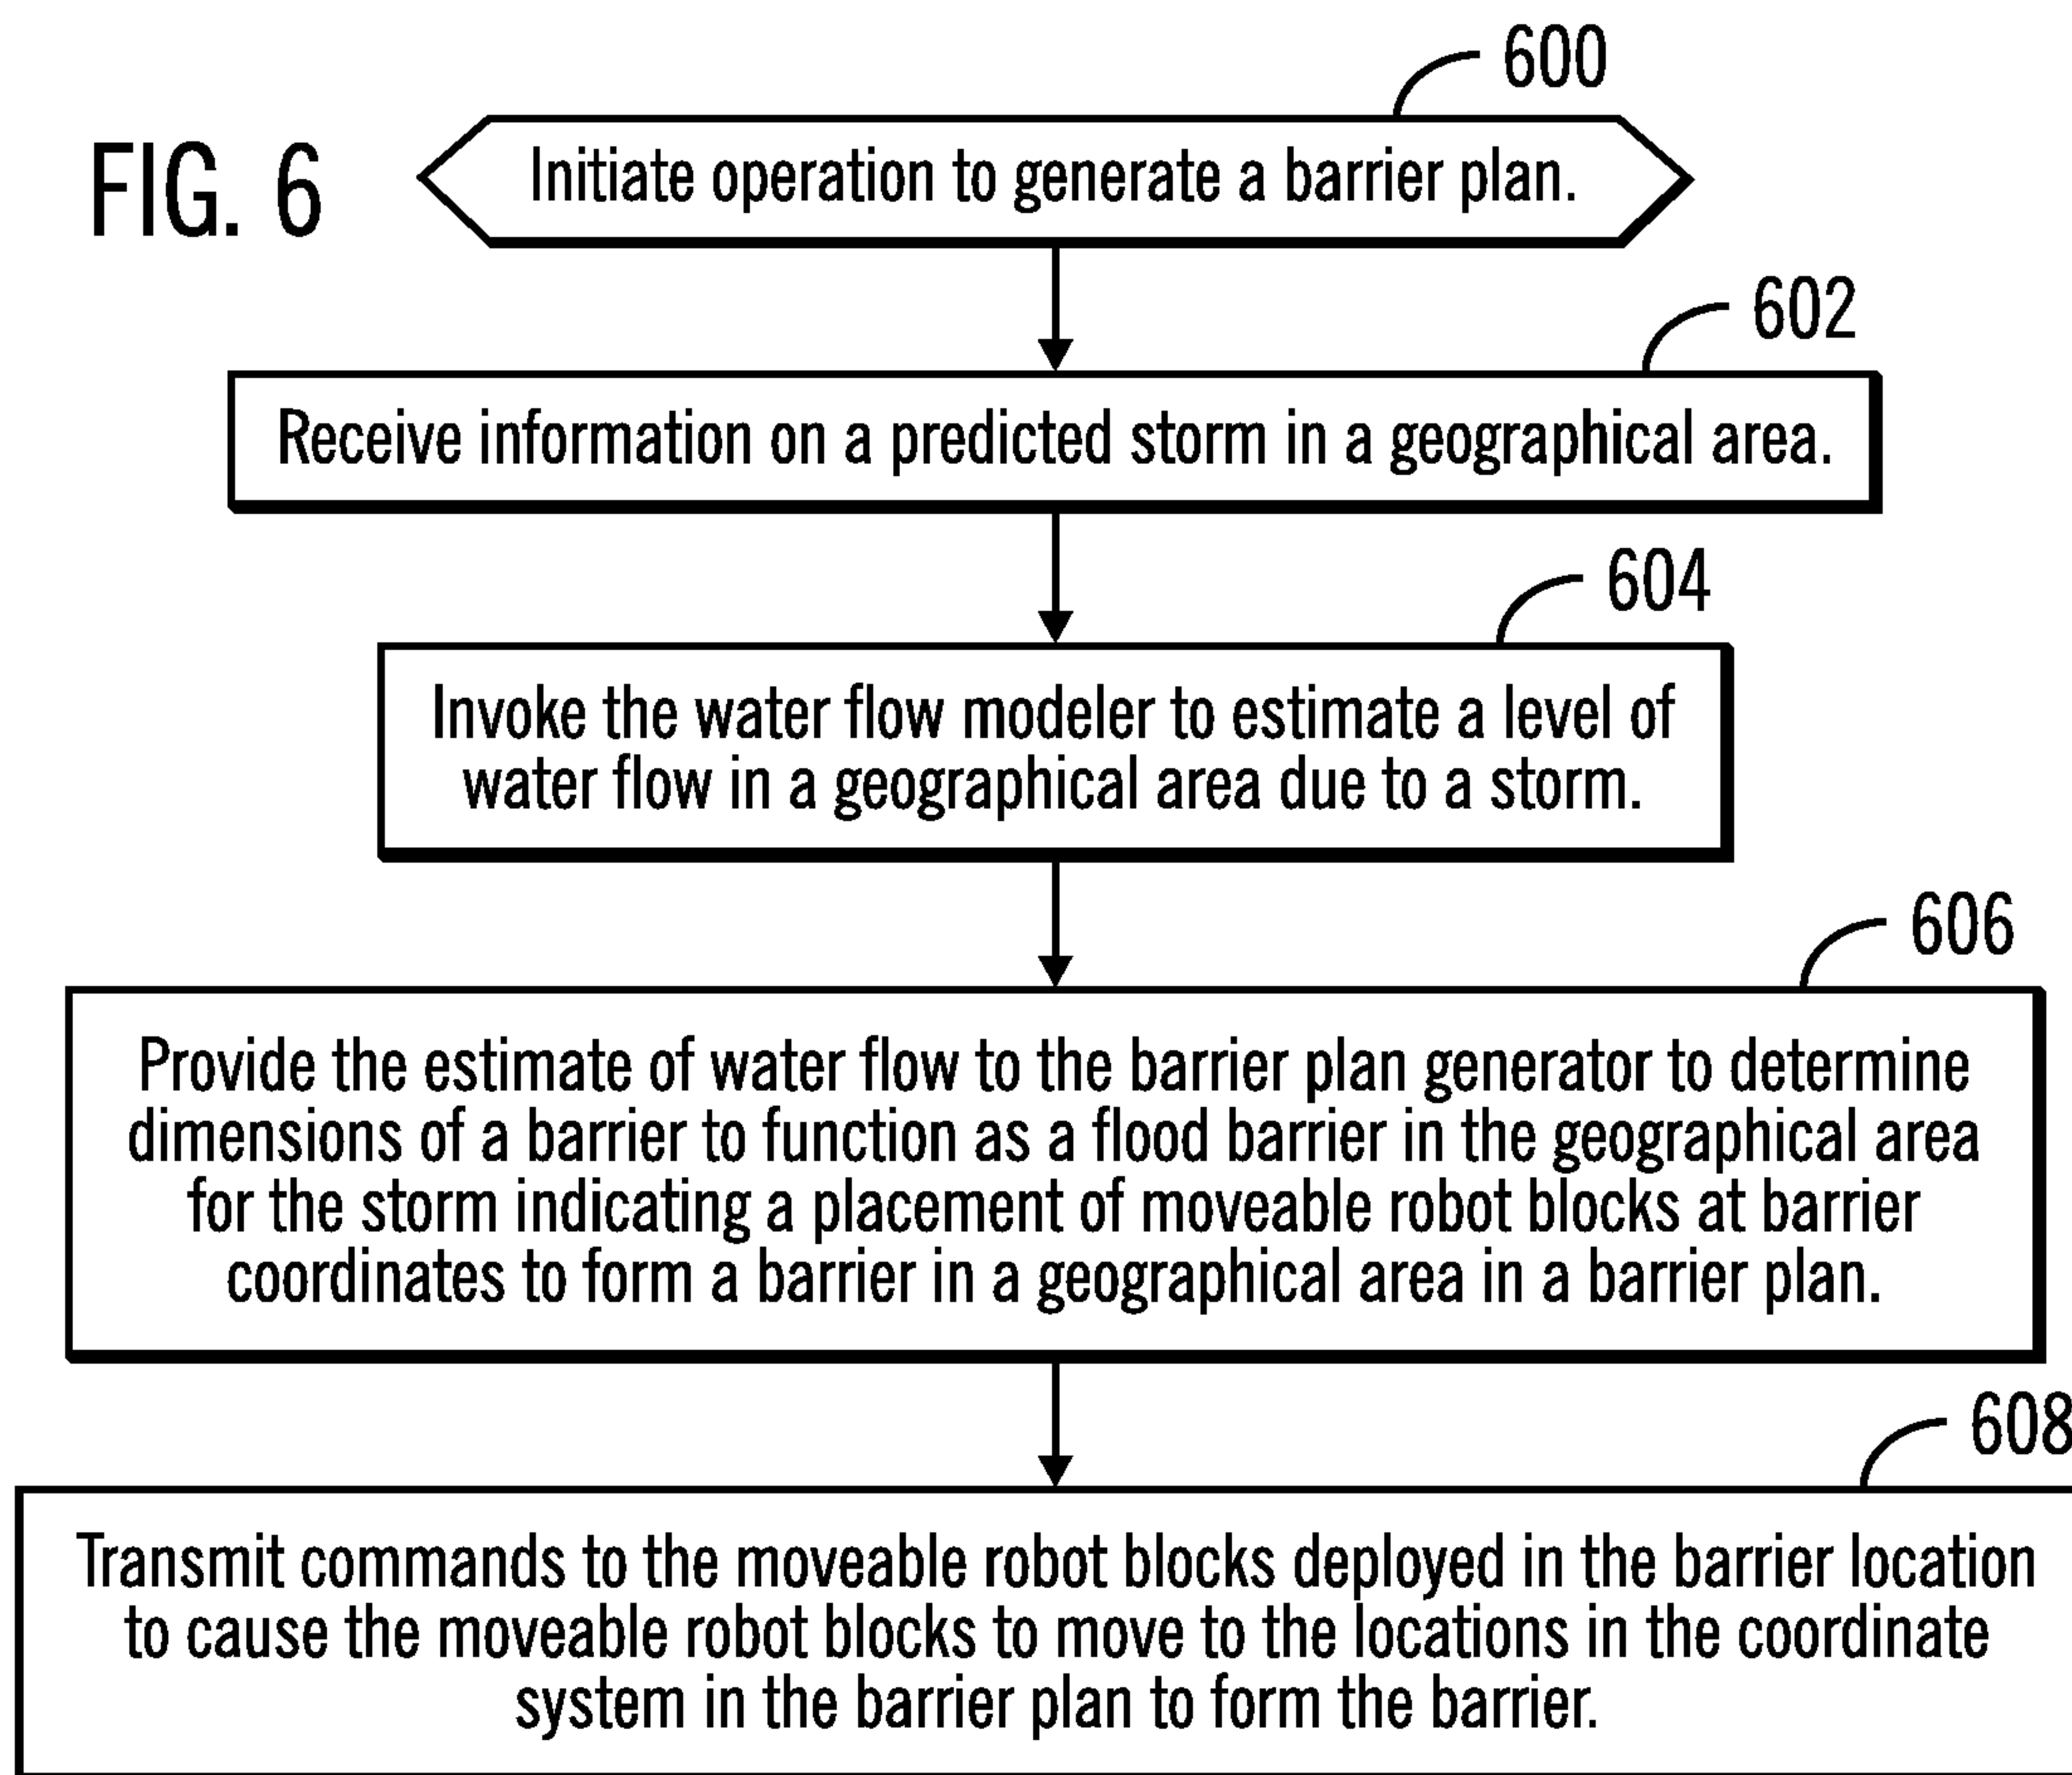 600
FIG. 6
Initiate operation to generate a barrier plan.
602
Receive information on a predicted storm in a geographical area.
604
Invoke the water flow modeler to estimate a level of
water flow in a geographical area due to a storm.
606
Provide the estimate of water flow to the barrier plan generator to determine
dimensions of a barrier to function as a flood barrier in the geographical area
for the storm indicating a placement of moveable robot blocks at barrier
coordinates to form a barrier in a geographical area in a barrier plan.
608
Transmit commands to the moveable robot blocks deployed in the barrier location
to cause the moveable robot blocks to move to the locations in the coordinate
system in the barrier plan to form the barrier.